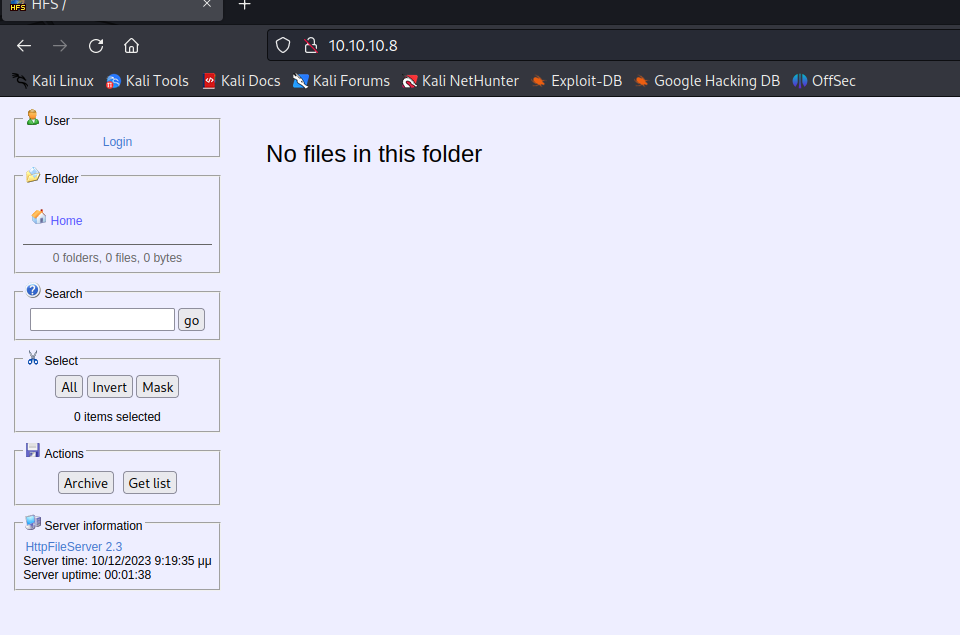 HFS /
10.10.10.8
Kali Linux Kali Tools Kali Docs Kali Forums Kali NetHunter Exploit-DB Google Hacking DB OffSec
User
Login
No files in this folder
Folder
Home
0 folders, 0 files, 0 bytes
Search
go
Select
All Invert Mask
0 items selected
Actions
Archive Get list
Server information
HttpFileServer 2.3
Server time: 10/12/2023 9:19:35 μμ
Server uptime: 00:01:38